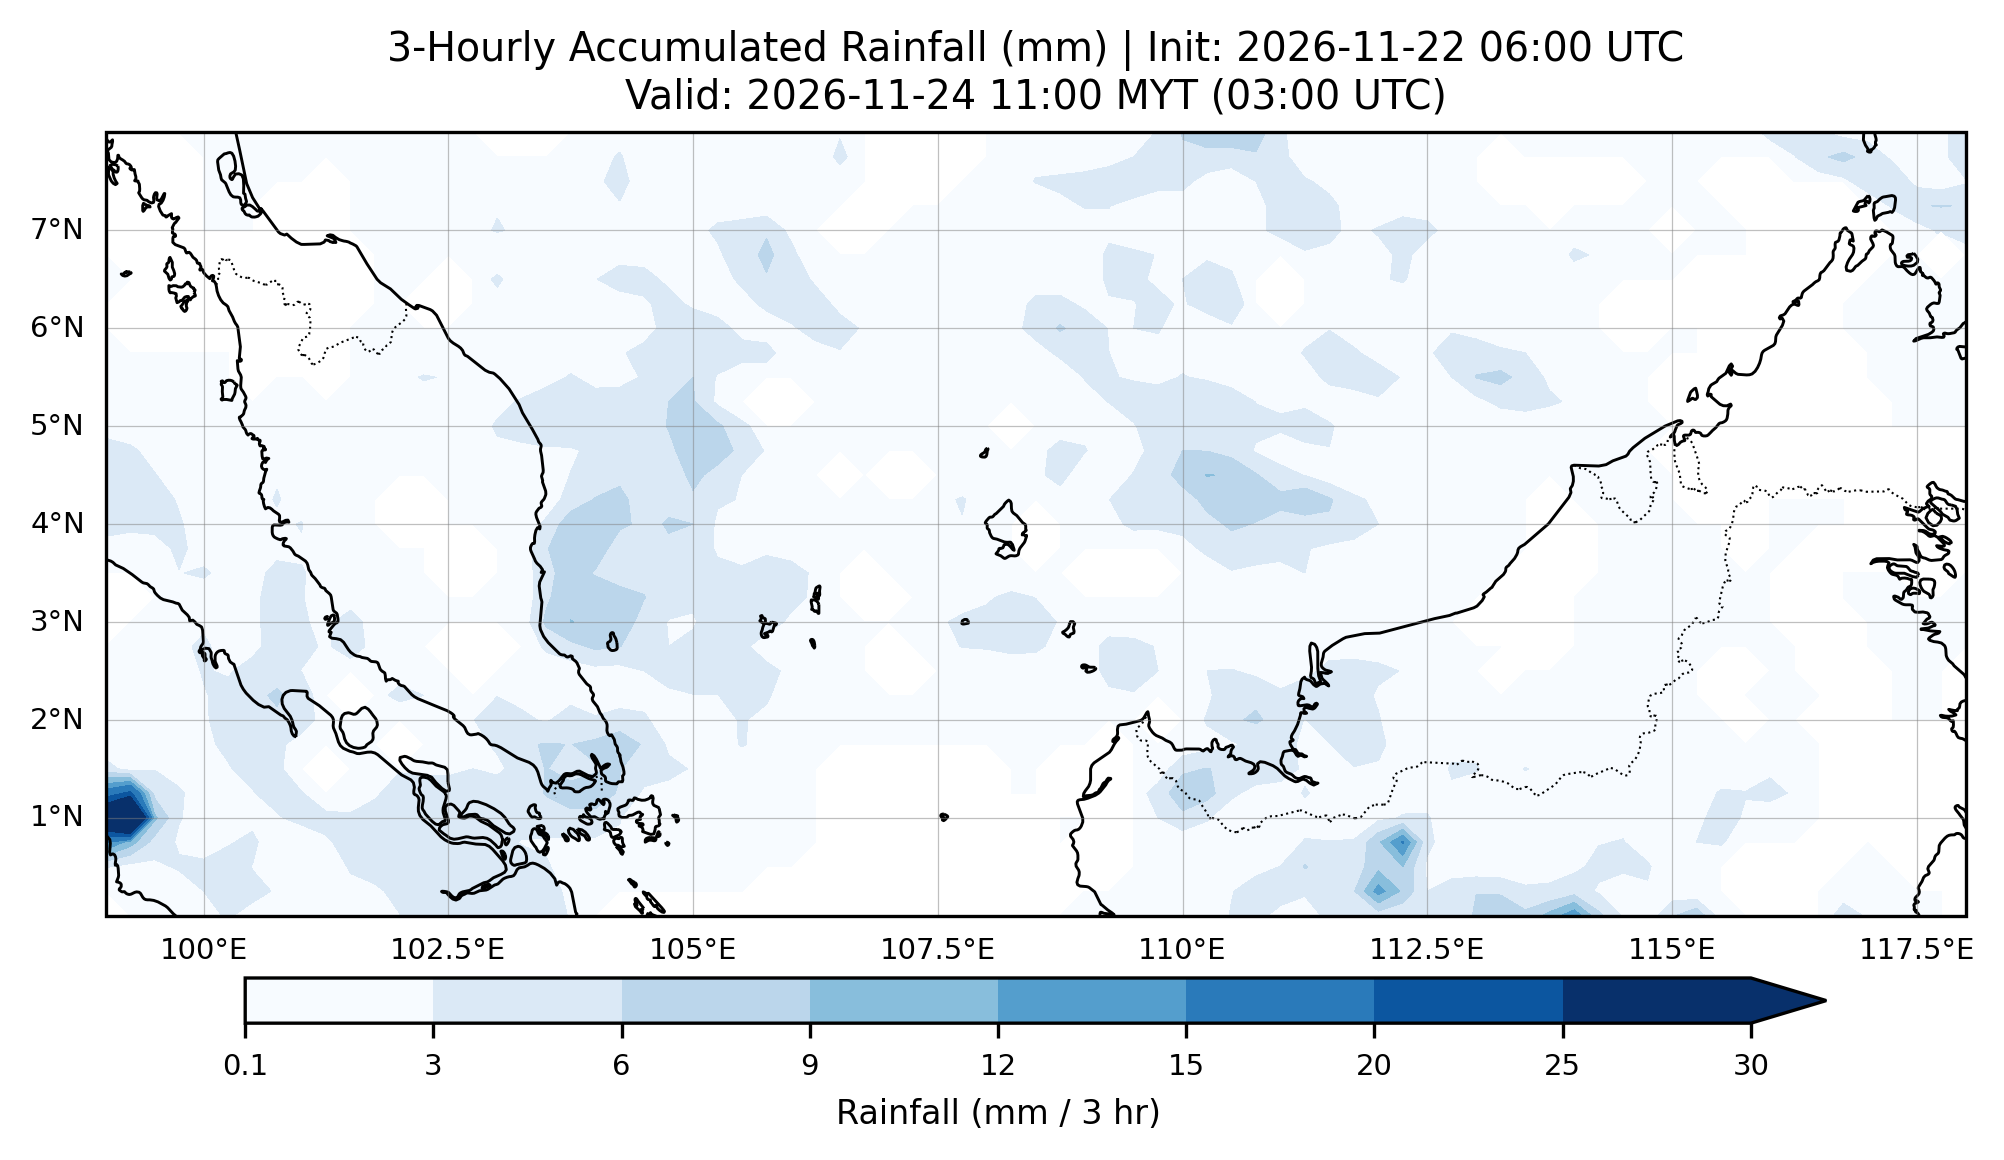 3-Hourly Accumulated Rainfall (mm) | Init: 2026-11-22 06:00 UTC
Valid: 2026-11-24 11:00 MYT (03:00 UTC)
7°N
6°N
5°N
4°N
3°N
2°N
1°N
100°E 102.5°E 105°E 107.5°E 110°E 112.5°E 115°E 117.5°E
0.1 3 6 9 12 15 20 25 30
Rainfall (mm / 3 hr)